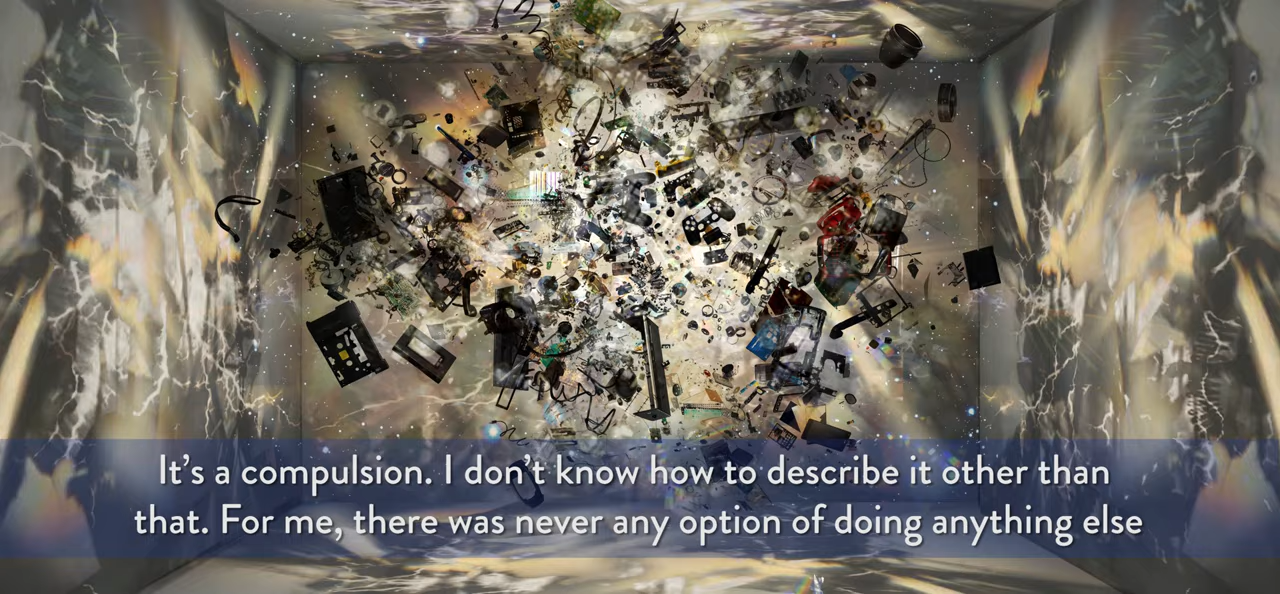 It’s a compulsion. I don’t know how to describe it other than
that. For me, there was never any option of doing anything else